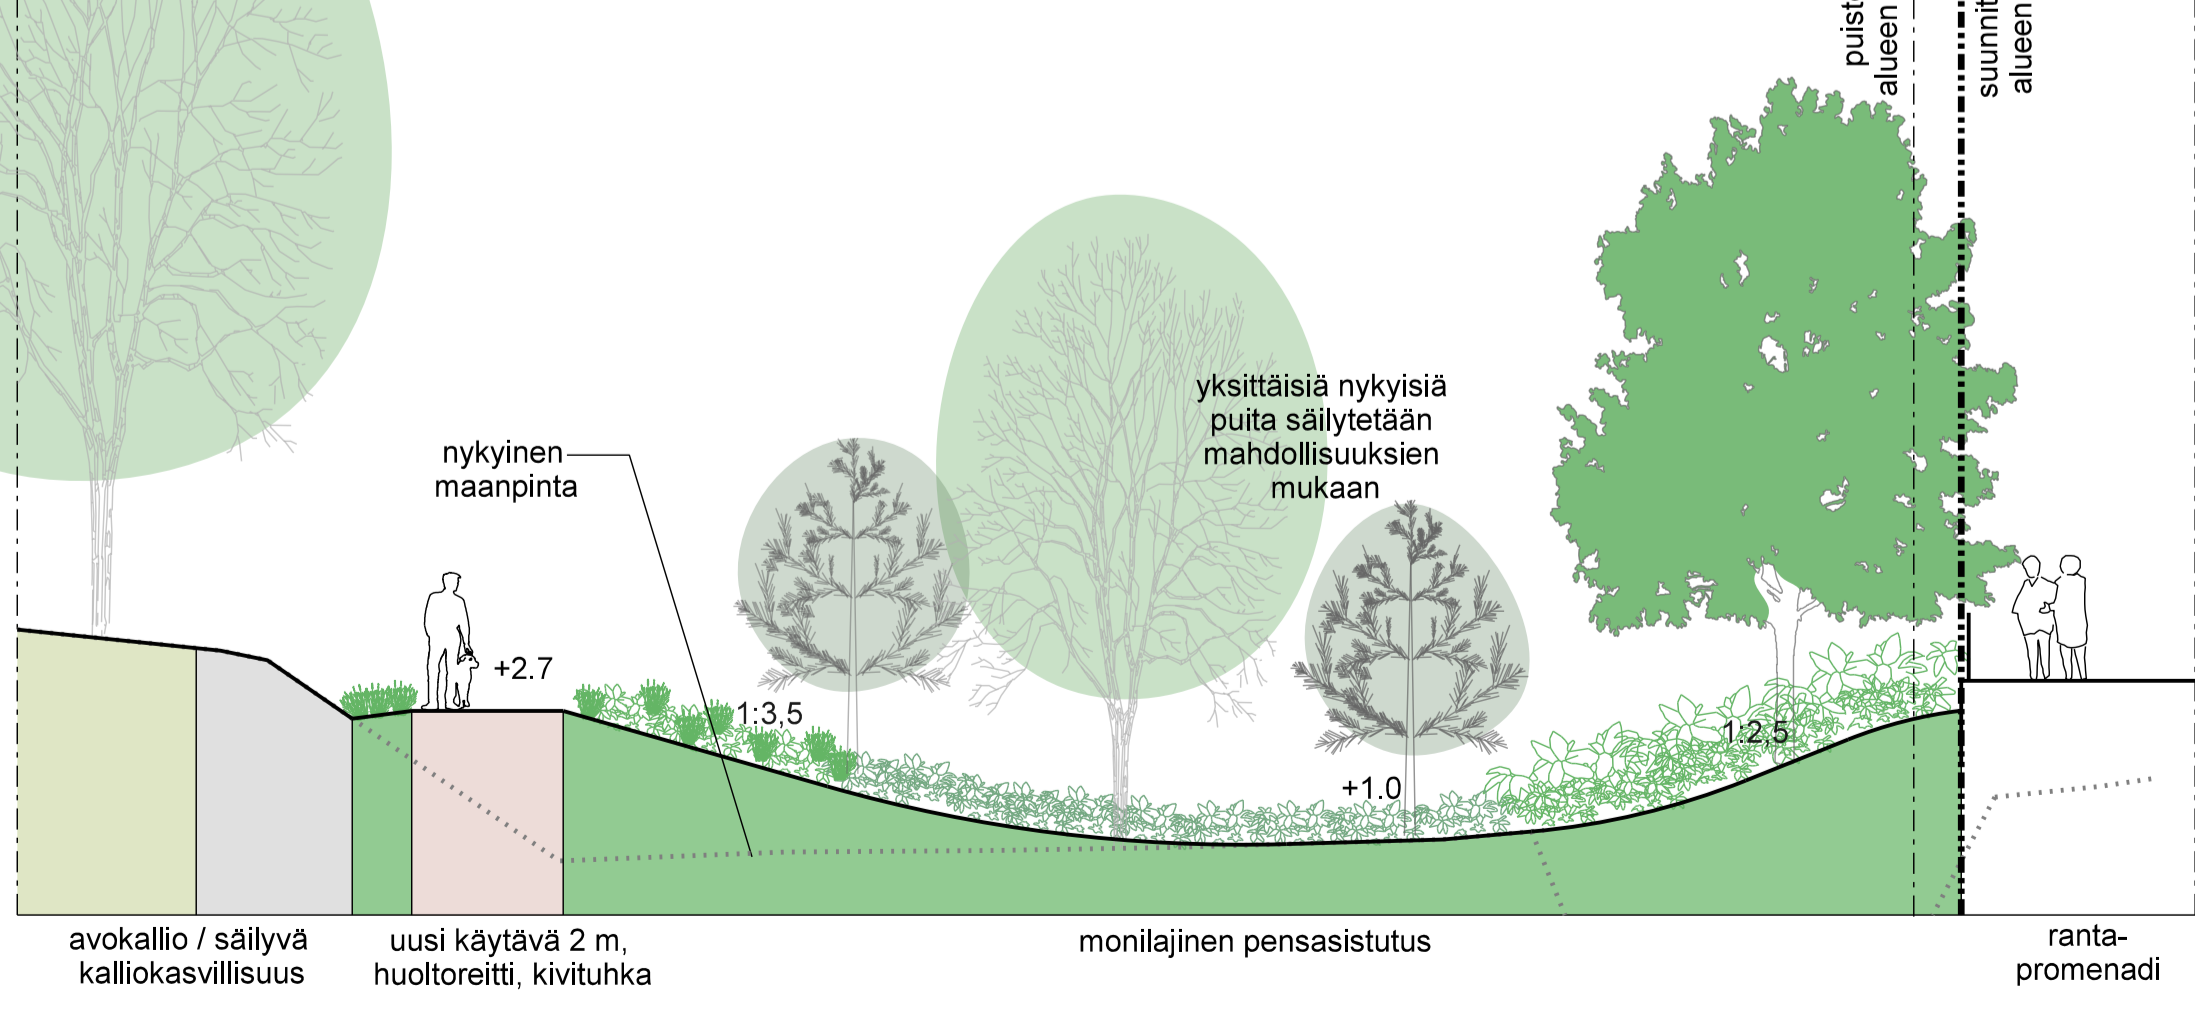 puist
alueen
suunnit
alueen
yksittäisiä nykyisiä
puita säilytetään
mahdollisuuksien
mukaan
nykyinen
maanpinta
+2.7
1:3,5
+1.0
1:2,5
avokallio / säilyvä
kalliokasvillisuus
uusi käytävä 2 m,
huoltoreitti, kivituhka
monilajinen pensasistutus
ranta-
promenadi